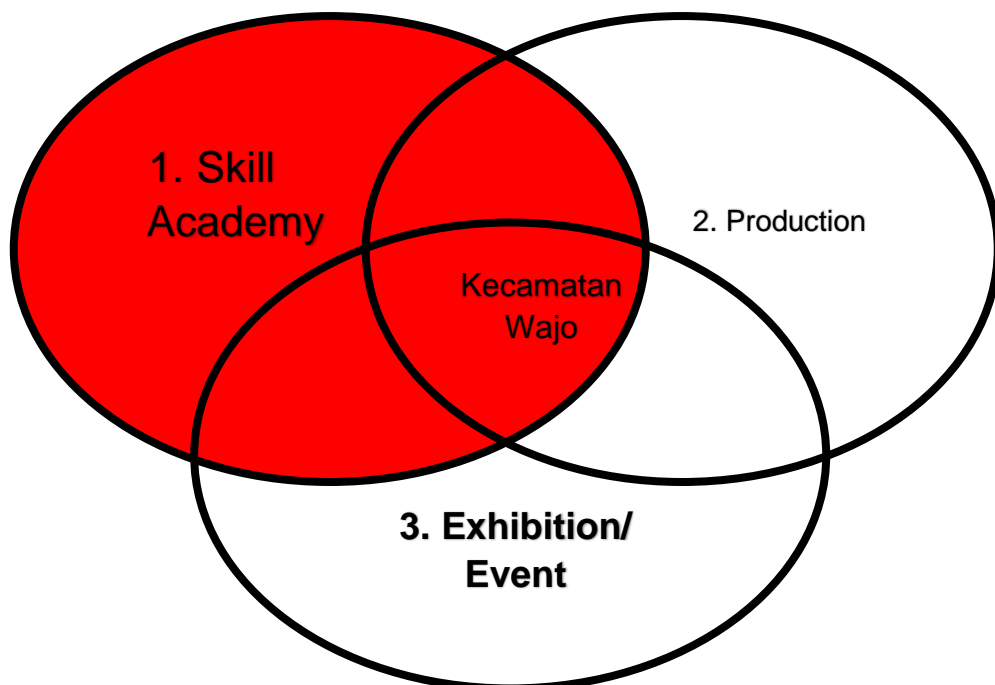 1. Skill
Academy
2. Production
Kecamatan
Wajo
3. Exhibition/
Event